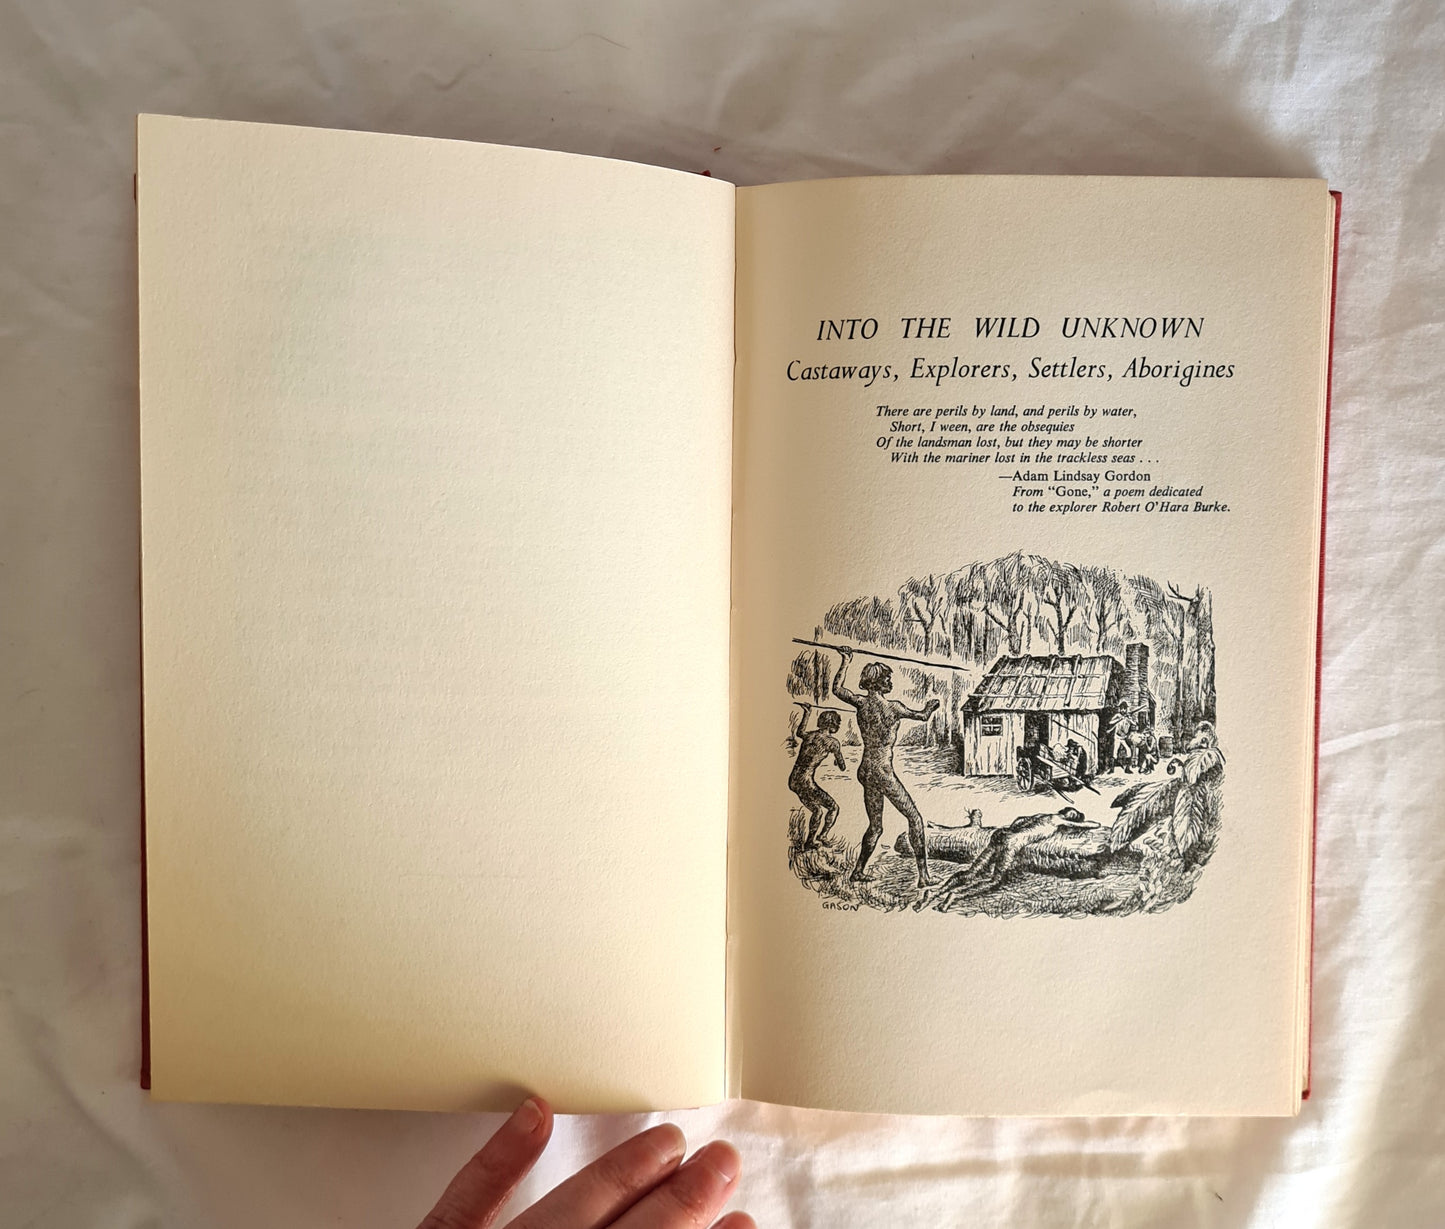 INTO THE WILD UNKNOWN
Castaways, Explorers, Settlers, Aborigines
There are perils by land, and perils by water,
Short, I ween, are the obsequies
Of the landsman lost, but they may be shorter
With the mariner lost in the trackless seas . . .
—Adam Lindsay Gordon
From "Gone," a poem dedicated
to the explorer Robert O'Hara Burke.
GASON